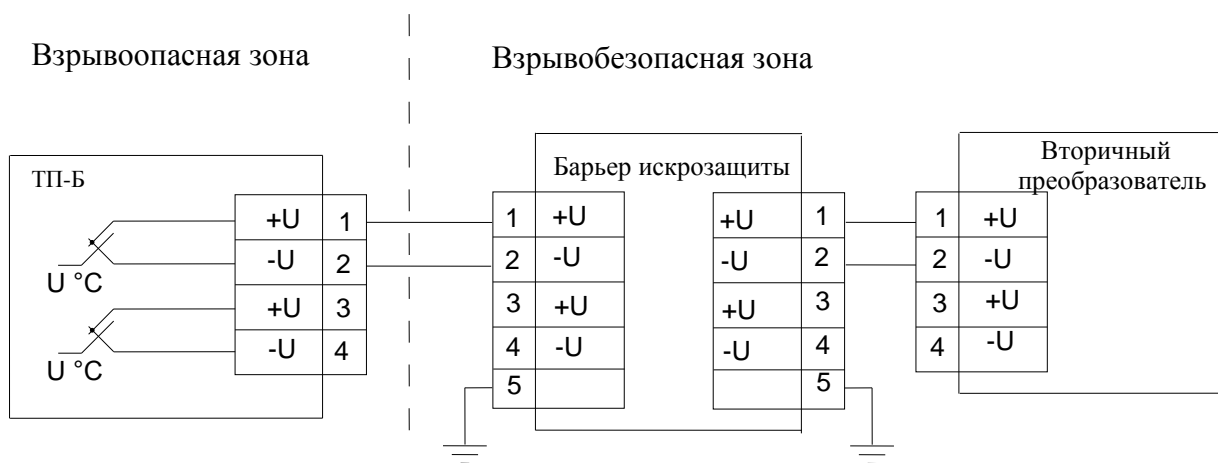 Взрывоопасная зона
Взрывобезопасная зона
ТП-Б
+U 1
-U 2
+U 3
-U 4
U °C
U °C
Барьер искрозащиты
1 +U
2 -U
3 +U
4 -U
5
+U 1
-U 2
+U 3
-U 4
5
Вторичный
преобразователь
1 +U
2 -U
3 +U
4 -U